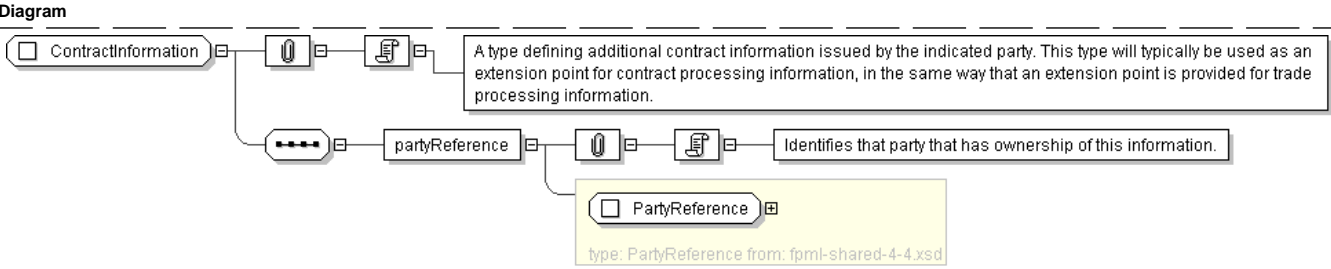 Diagram
ContractInformation
A type defining additional contract information issued by the indicated party. This type will typically be used as an
extension point for contract processing information, in the same way that an extension point is provided for trade
processing information.
partyReference
Identifies that party that has ownership of this information.
PartyReference
type: PartyReference from: fpml-shared-4-4.xsd